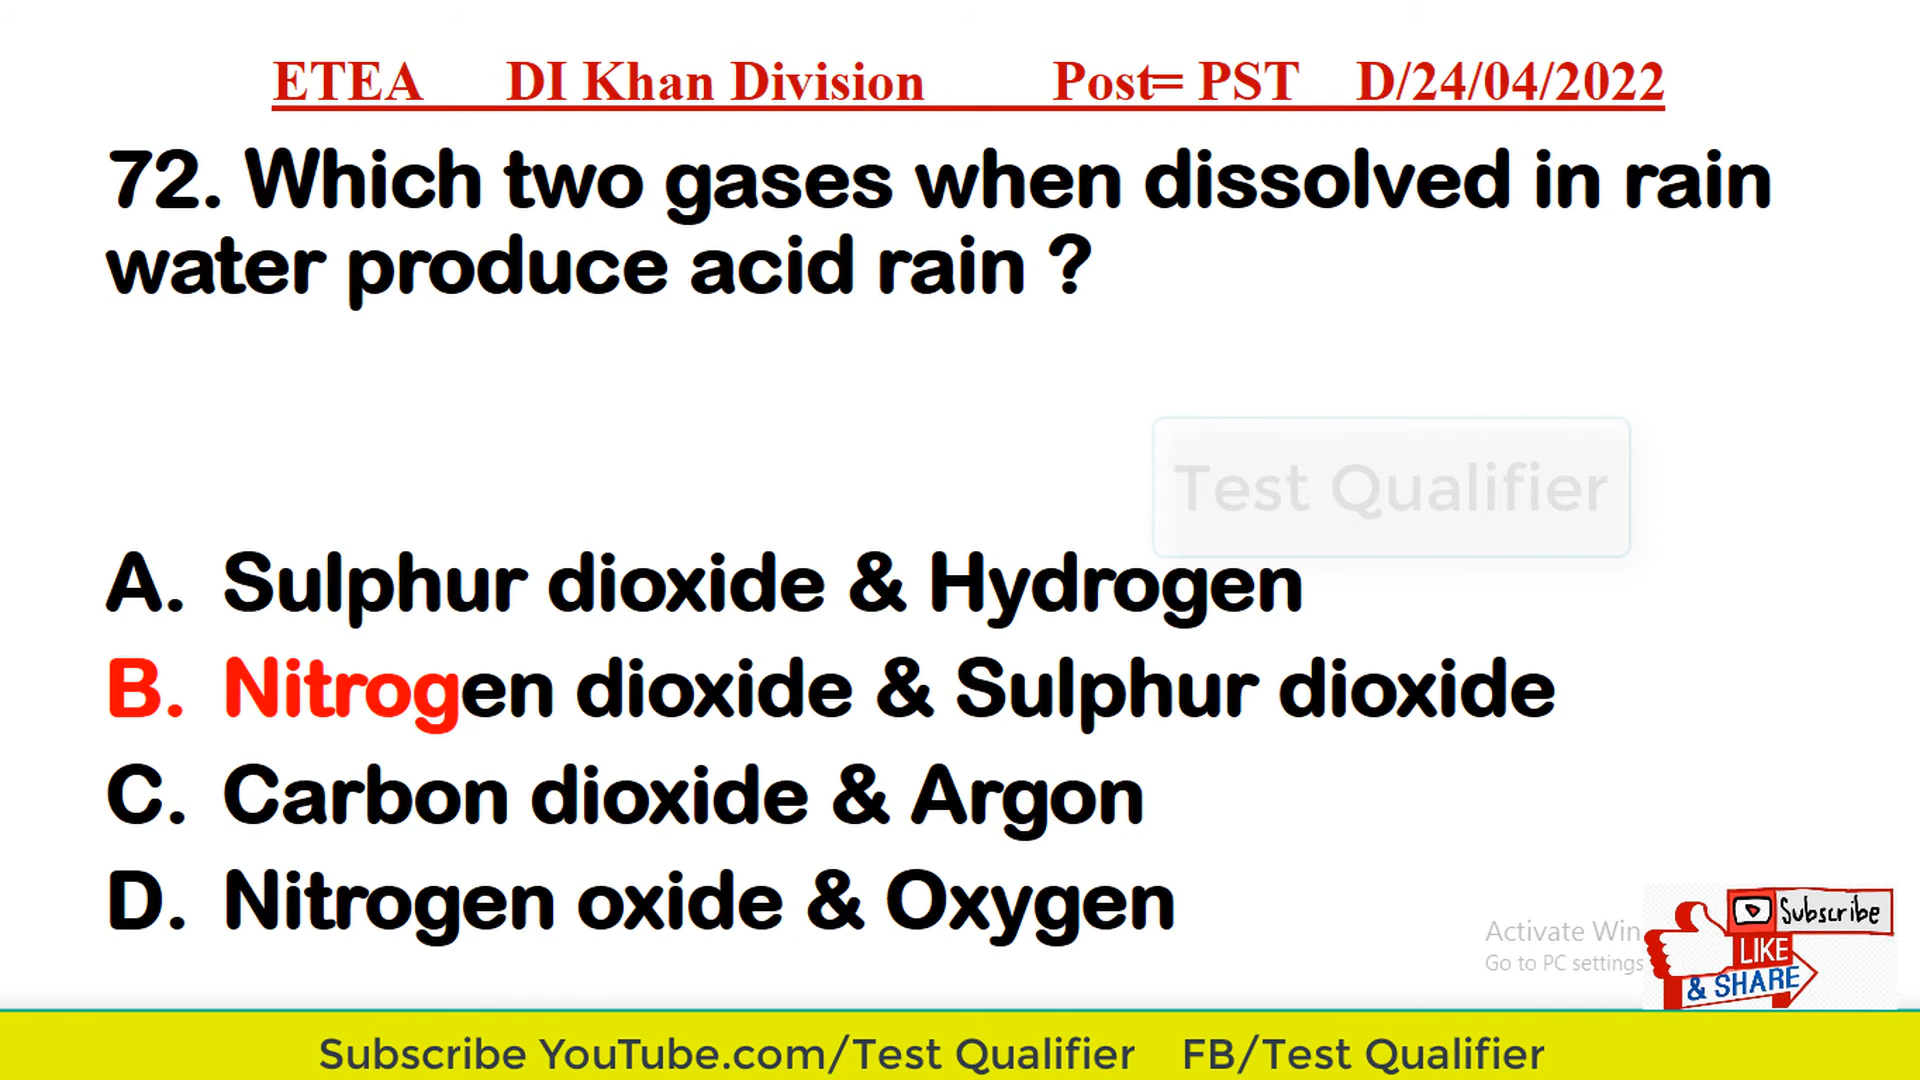 ETEA DI Khan Division Post= PST D/24/04/2022
72. Which two gases when dissolved in rain
water produce acid rain ?
Test Qualifier
A. Sulphur dioxide & Hydrogen
B. Nitrogen dioxide & Sulphur dioxide
C. Carbon dioxide & Argon
D. Nitrogen oxide & Oxygen
Activate Win
Go to PC settings
Subscribe
LIKE
& SHARE
Subscribe YouTube.com/Test Qualifier FB/Test Qualifier